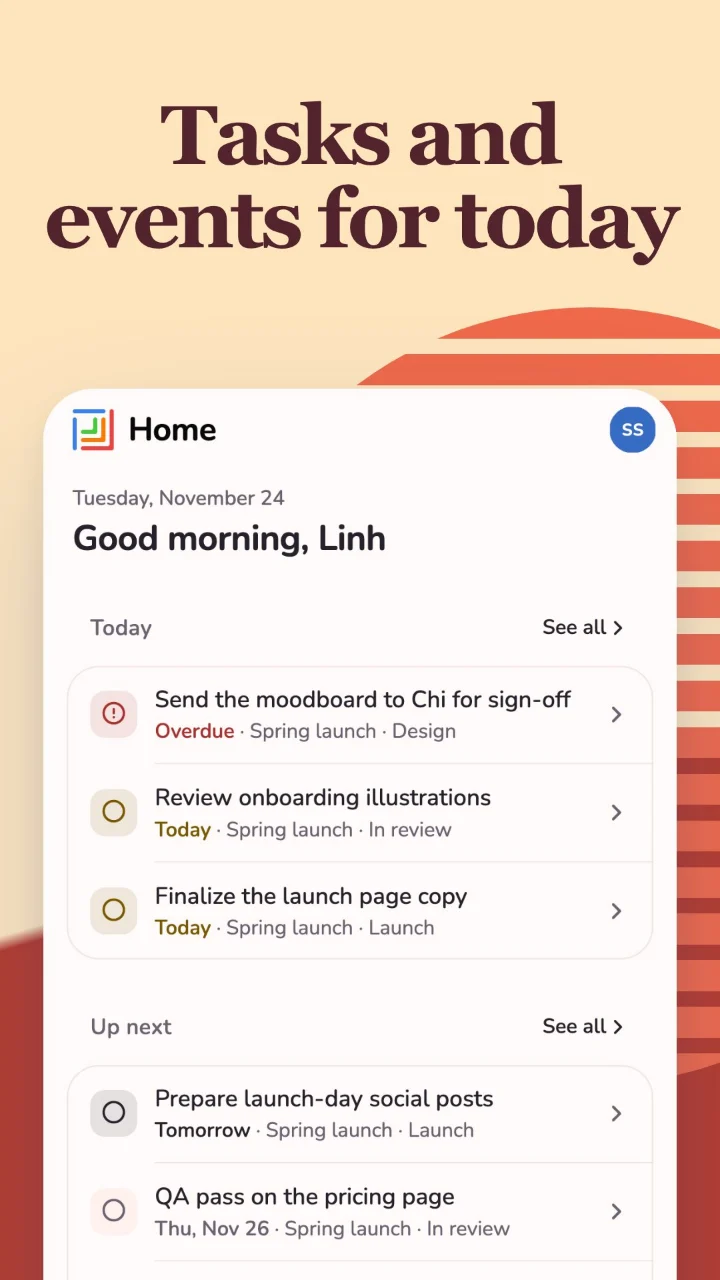 Tasks and
events for today
Home
SS
Tuesday, November 24
Good morning, Linh
Today
See all
Send the moodboard to Chi for sign-off
Overdue · Spring launch · Design
Review onboarding illustrations
Today · Spring launch · In review
Finalize the launch page copy
Today · Spring launch · Launch
Up next
See all
Prepare launch-day social posts
Tomorrow · Spring launch · Launch
QA pass on the pricing page
Thu, Nov 26 · Spring launch · In review